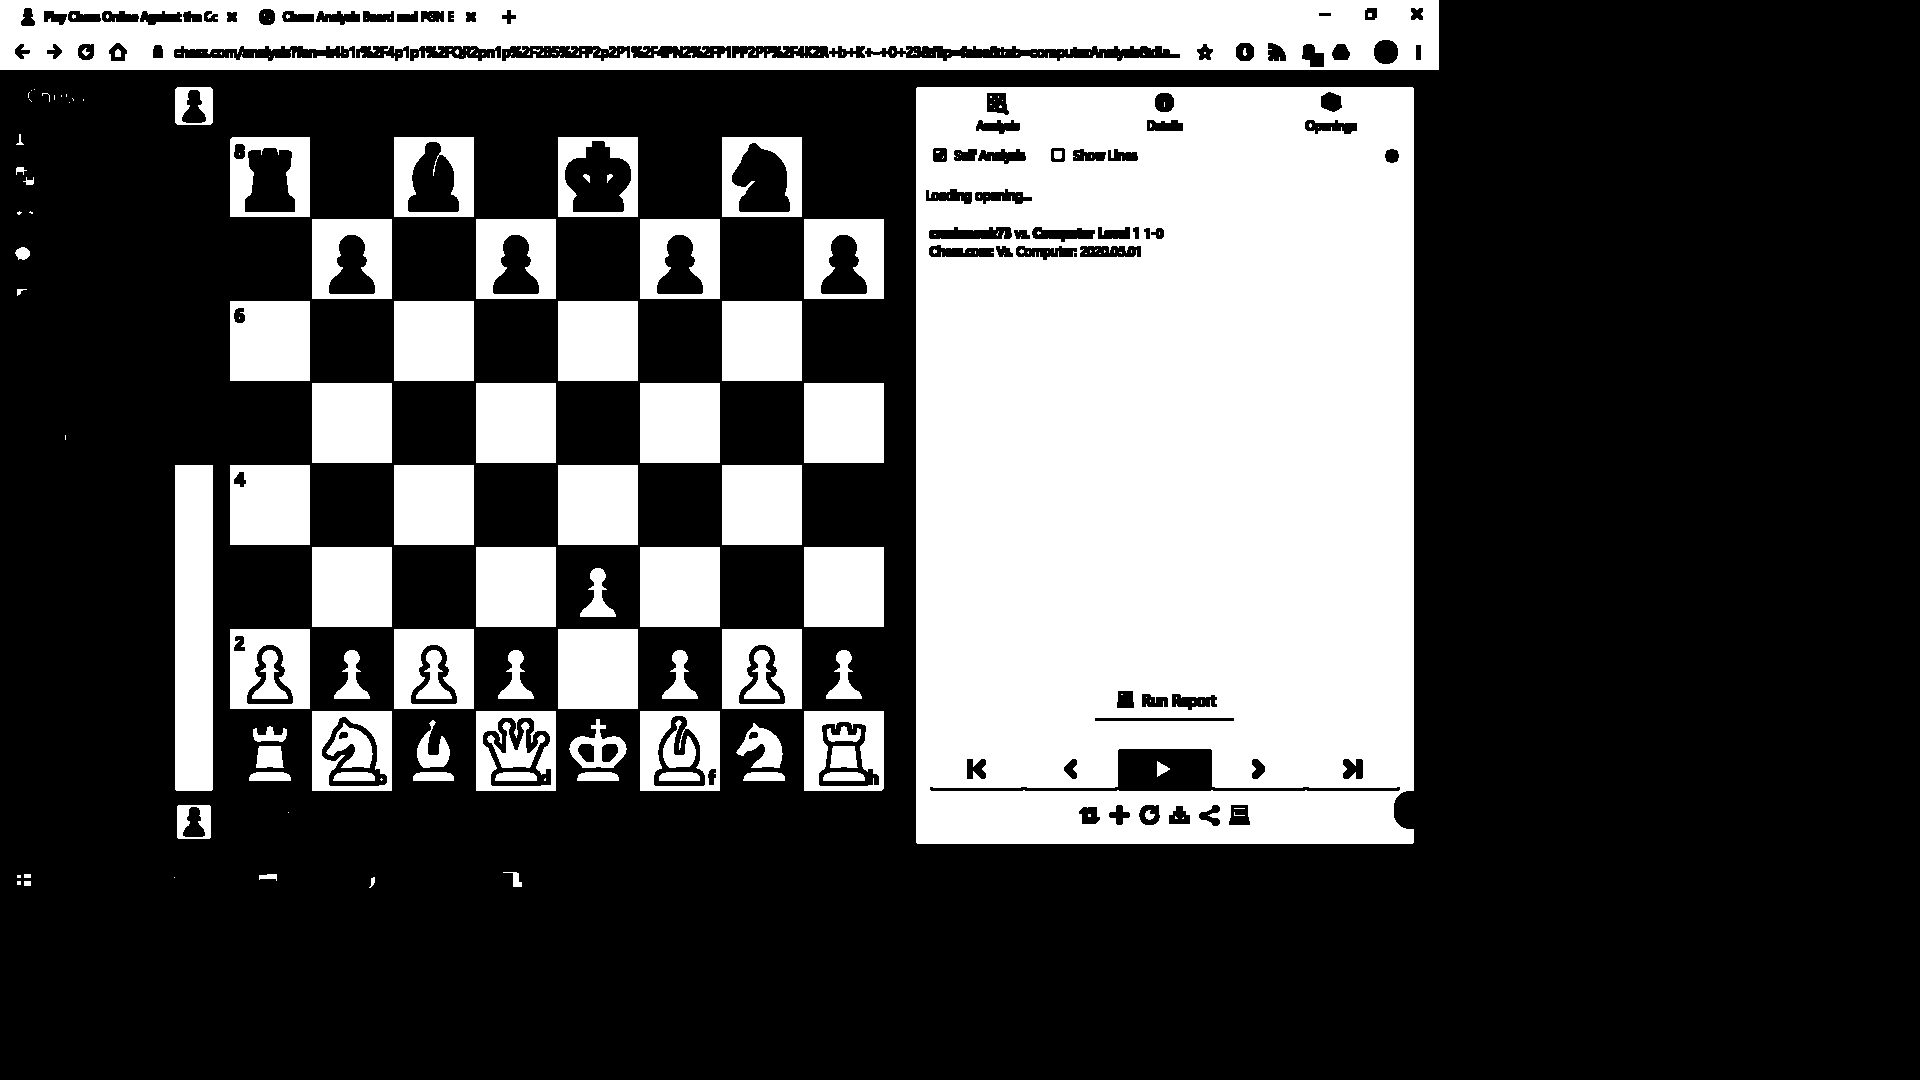 Play Chess Online Against the Cc
Chess Analysis Board and PGN E
Chess.
Analysis
Details
Openings
Self Analysis
Show Lines
Loading opening...
vs. Computer Level 1 1-0
Chess.com: Vs. Computer: 2020.05.01
8
6
4
2
b
d
f
h
Run Report